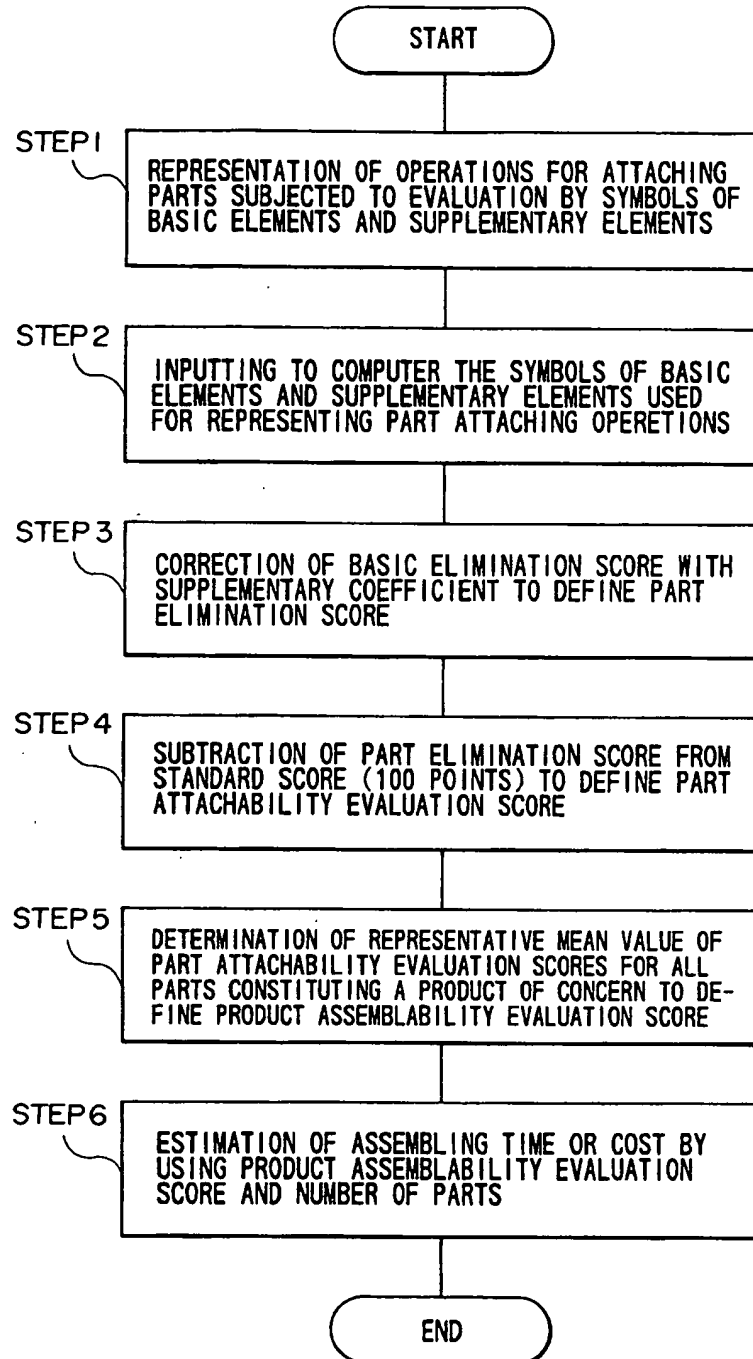 START
STEP1
REPRESENTATION OF OPERATIONS FOR ATTACHING
PARTS SUBJECTED TO EVALUATION BY SYMBOLS OF
BASIC ELEMENTS AND SUPPLEMENTARY ELEMENTS
STEP2
INPUTTING TO COMPUTER THE SYMBOLS OF BASIC
ELEMENTS AND SUPPLEMENTARY ELEMENTS USED
FOR REPRESENTING PART ATTACHING OPERETIONS
STEP3
CORRECTION OF BASIC ELIMINATION SCORE WITH
SUPPLEMENTARY COEFFICIENT TO DEFINE PART
ELIMINATION SCORE
STEP4
SUBTRACTION OF PART ELIMINATION SCORE FROM
STANDARD SCORE (100 POINTS) TO DEFINE PART
ATTACHABILITY EVALUATION SCORE
STEP5
DETERMINATION OF REPRESENTATIVE MEAN VALUE OF
PART ATTACHABILITY EVALUATION SCORES FOR ALL
PARTS CONSTITUTING A PRODUCT OF CONCERN TO DE-
FINE PRODUCT ASSEMBLABILITY EVALUATION SCORE
STEP6
ESTIMATION OF ASSEMBLING TIME OR COST BY
USING PRODUCT ASSEMBLABILITY EVALUATION
SCORE AND NUMBER OF PARTS
END